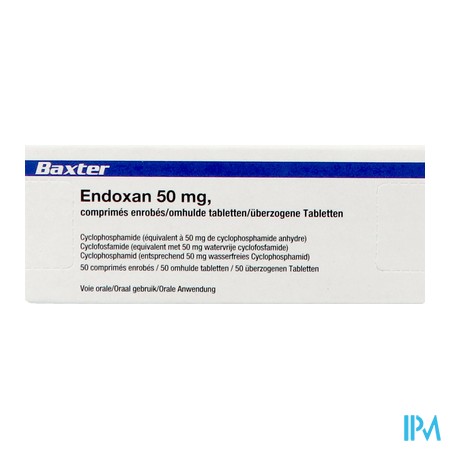 Baxter
Endoxan 50 mg,
comprimés enrobés/omhulde tabletten/überzogene Tabletten
Cyclophosphamide (équivalent à 50 mg de cyclophosphamide anhydre)
Cyclofosfamide (equivalent met 50 mg watervrije cyclofosfamide)
Cyclophosphamid (entsprechend 50 mg wasserfreies Cyclophosphamid)
50 comprimés enrobés / 50 omhulde tabletten / 50 überzogenen Tabletten
Voie orale/Oraal gebruik/Orale Anwendung
IPM